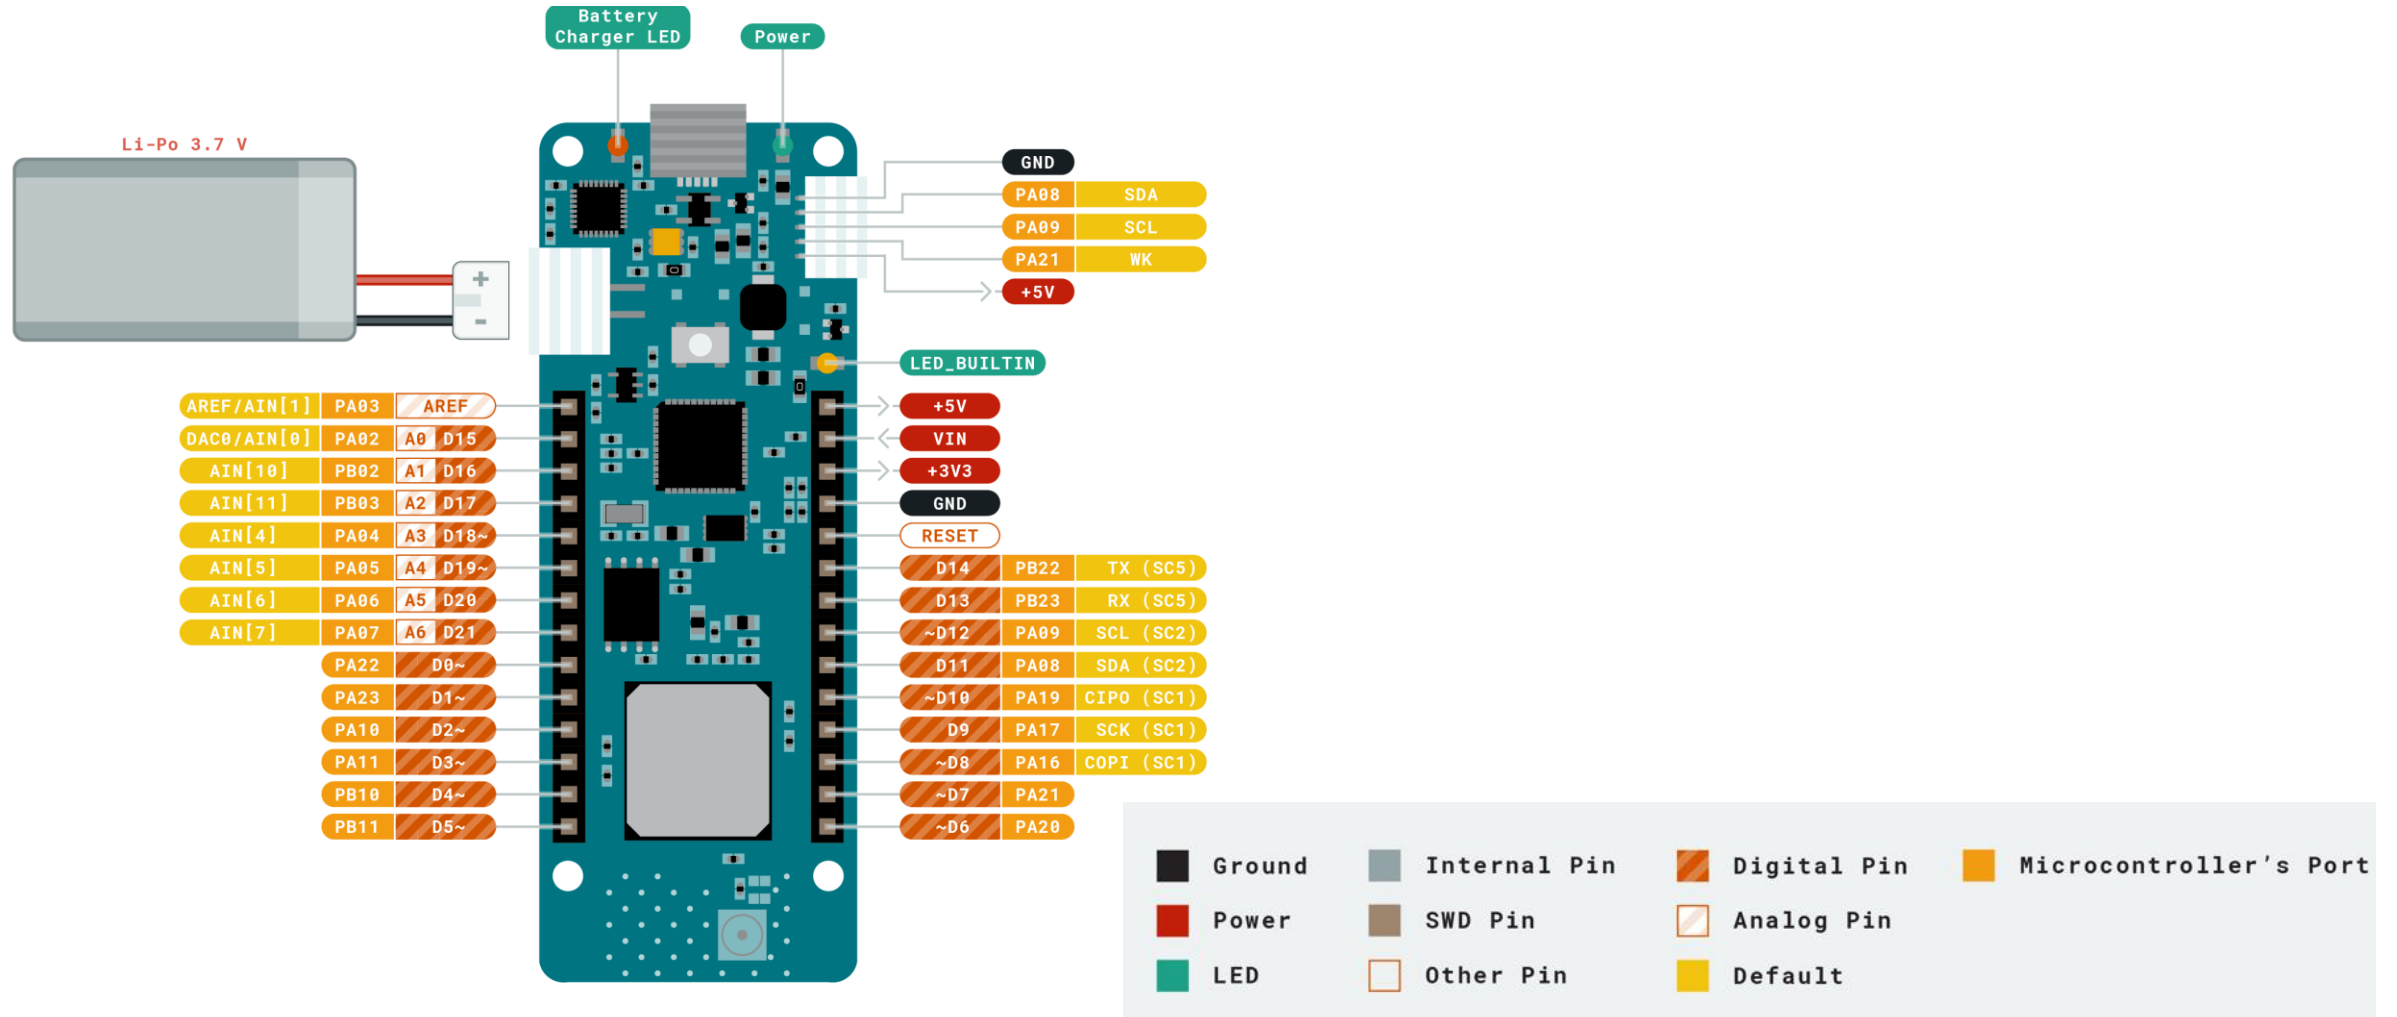 Battery
Charger LED
Power
Li-Po 3.7 V
+
-
GND
PA08 SDA
PA09 SCL
PA21 WK
+5V
LED_BUILTIN
AREF/AIN[1] PA03 AREF
DAC0/AIN[0] PA02 A0 D15
AIN[10] PB02 A1 D16
AIN[11] PB03 A2 D17
AIN[4] PA04 A3 D18~
AIN[5] PA05 A4 D19~
AIN[6] PA06 A5 D20
AIN[7] PA07 A6 D21
PA22 D0~
PA23 D1~
PA10 D2~
PA11 D3~
PB10 D4~
PB11 D5~
+5V
VIN
+3V3
GND
RESET
D14 PB22 TX (SC5)
D13 PB23 RX (SC5)
~D12 PA09 SCL (SC2)
D11 PA08 SDA (SC2)
~D10 PA19 CIPO (SC1)
D9 PA17 SCK (SC1)
~D8 PA16 COPI (SC1)
~D7 PA21
~D6 PA20
Ground
Power
LED
Internal Pin
SWD Pin
Other Pin
Digital Pin
Analog Pin
Default
Microcontroller's Port